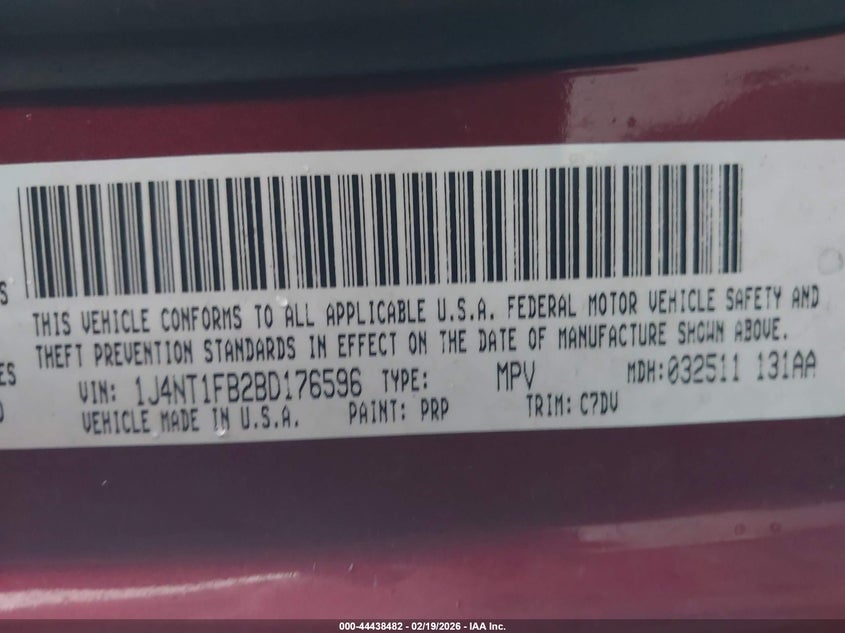 S
THIS VEHICLE CONFORMS TO ALL APPLICABLE U.S.A. FEDERAL MOTOR VEHICLE SAFETY AND
THEFT PREVENTION STANDARDS IN EFFECT ON THE DATE OF MANUFACTURE SHOWN ABOVE.
ES
VIN: 1J4NT1FB2BD176596 TYPE: MPV MDH:032511 131AA
VEHICLE MADE IN U.S.A. PAINT: PRP TRIM: C7DV
000-44438482 - 02/19/2026 - IAA Inc.